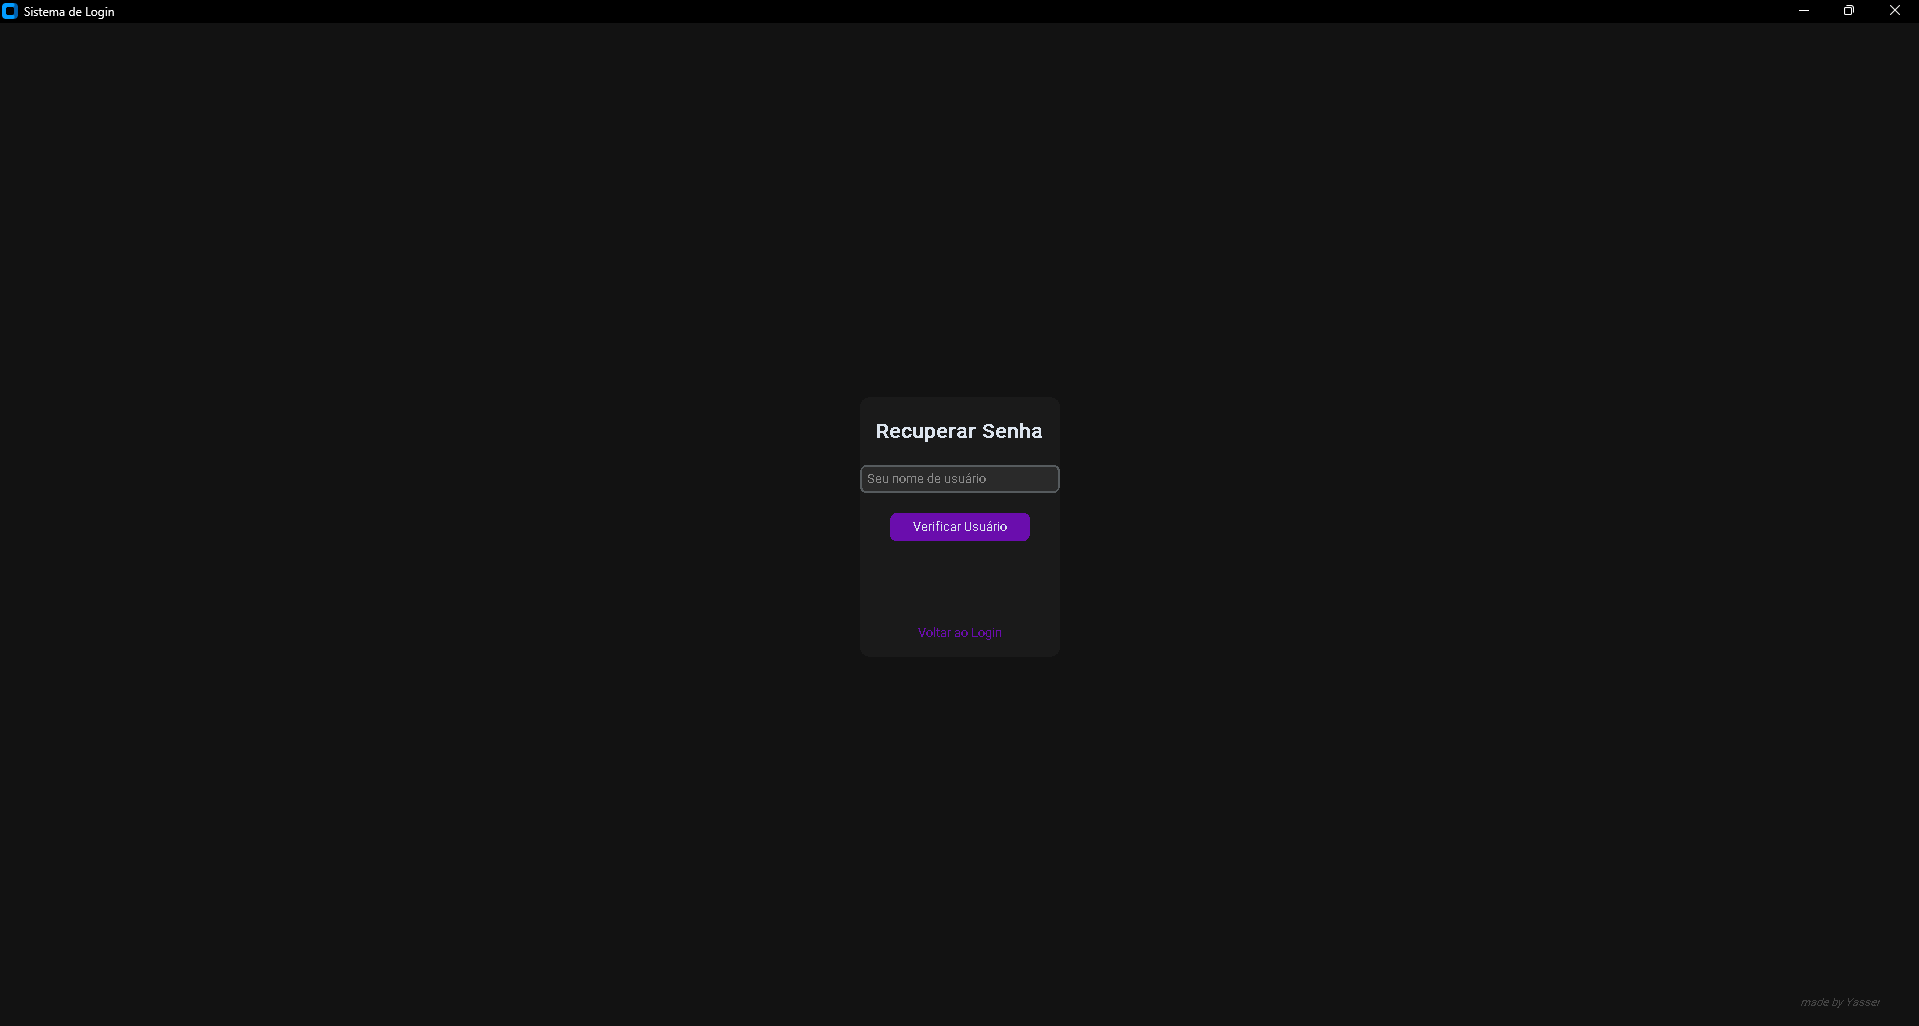 Sistema de Login
Recuperar Senha
Seu nome de usuário
Verificar Usuário
Voltar ao Login
made by Yasser